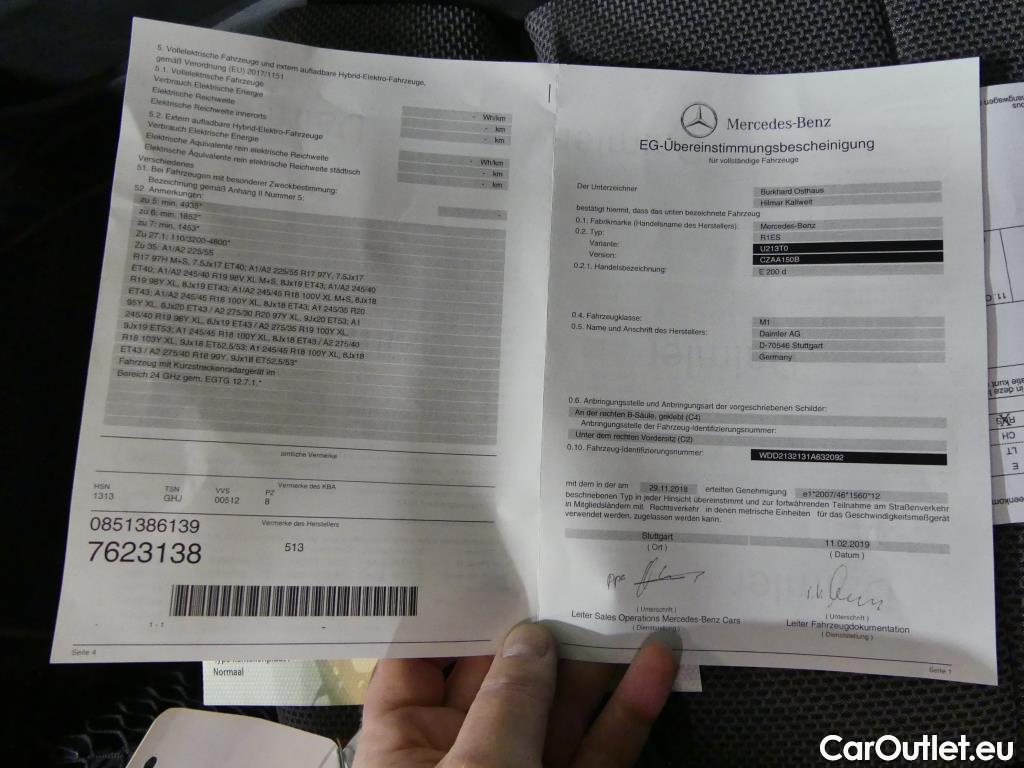 5. Vollelektrische Fahrzeuge und extern aufladbare Hybrid-Elektro-Fahrzeuge,
gemäß Verordnung (EU) 2017/1151
5.1. Vollelektrische Fahrzeuge
Verbrauch Elektrische Energie - Wh/km
Elektrische Reichweite - km
Elektrische Reichweite innerorts - km
5.2. Extern aufladbare Hybrid-Elektro-Fahrzeuge
Verbrauch Elektrische Energie - Wh/km
Elektrische Äquivalente rein elektrische Reichweite - km
Elektrische Äquivalente rein elektrische Reichweite städtisch - km
Verschiedenes
51. Bei Fahrzeugen mit besonderer Zweckbestimmung:
Bezeichnung gemäß Anhang II Nummer 5: -
52. Anmerkungen:
zu 5: min. 4935*
zu 6: min. 1852*
zu 7: min. 1453*
Zu 27.1: 110/3200-4800*
Zu 35: A1/A2 225/55
R17 97H M+S, 7.5Jx17 ET40; A1/A2 225/55 R17 97Y, 7.5Jx17
ET40; A1/A2 245/40 R19 98V XL M+S, 8Jx19 ET43; A1/A2 245/40
R19 98Y XL, 8Jx19 ET43; A1/A2 245/45 R18 100V XL M+S, 8Jx18
ET43; A1/A2 245/45 R18 100Y XL, 8Jx18 ET43; A1 245/35 R20
95Y XL, 8Jx20 ET43 / A2 275/30 R20 97Y XL, 9Jx20 ET53; A1
245/40 R19 98Y XL, 8Jx19 ET43 / A2 275/35 R19 100Y XL,
9Jx19 ET53; A1 245/45 R18 100Y XL, 8Jx18 ET43 / A2 275/40
R18 103Y XL, 9Jx18 ET52,5/53; A1 245/45 R18 100Y XL, 8Jx18
ET43 / A2 275/40 R18 99Y, 9Jx18 ET52,5/53*
Fahrzeug mit Kurzstreckenradargerät im
Bereich 24 GHz gem. EGTG 12.7.1.*
amtliche Vermerke
HSN TSN VVS PZ Vermerke des KBA
1313 GHJ 00512 8
0851386139 Vermerke des Herstellers
7623138 513
1 - 1 -
Seite 4
Mercedes-Benz
EG-Übereinstimmungsbescheinigung
für vollständige Fahrzeuge
Der Unterzeichner Burkhard Osthaus
Hilmar Kallweit
bestätigt hiermit, dass das unten bezeichnete Fahrzeug
0.1. Fabrikmarke (Handelsname des Herstellers): Mercedes-Benz
0.2. Typ: R1ES
Variante: U213T0
Version: CZAA150B
0.2.1. Handelsbezeichnung: E 200 d
0.4. Fahrzeugklasse: M1
0.5. Name und Anschrift des Herstellers: Daimler AG
D-70546 Stuttgart
Germany
0.6. Anbringungsstelle und Anbringungsart der vorgeschriebenen Schilder:
An der rechten B-Säule, geklebt (C4)
Anbringungsstelle der Fahrzeug-Identifizierungsnummer:
Unter dem rechten Vordersitz (C2)
0.10. Fahrzeug-Identifizierungsnummer: WDD2132131A632092
mit dem in der am 29.11.2018 erteilten Genehmigung e1*2007/46*1560*12
beschriebenen Typ in jeder Hinsicht übereinstimmt und zur fortwährenden Teilnahme am Straßenverkehr
in Mitgliedsländern mit Rechtsverkehr in denen metrische Einheiten für das Geschwindigkeitsmeßgerät
verwendet werden, zugelassen werden kann.
Stuttgart 11.02.2019
( Ort ) ( Datum )
ppa
( Unterschrift ) ( Unterschrift )
Leiter Sales Operations Mercedes-Benz Cars Leiter Fahrzeugdokumentation
( Dienststellung ) ( Dienststellung )
Seite 1
Normaal
CH
LT
E
CarOutlet.eu